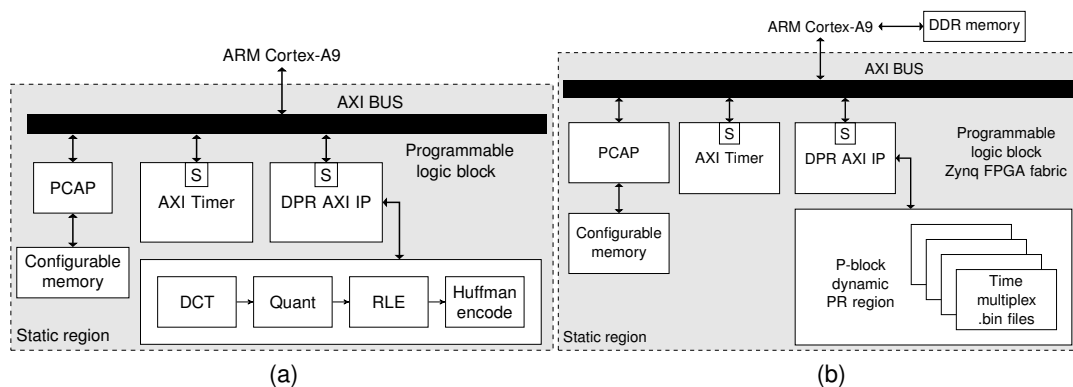 ARM Cortex-A9
AXI BUS
PCAP
S
AXI Timer
S
DPR AXI IP
Programmable
logic block
Configurable
memory
DCT
Quant
RLE
Huffman
encode
Static region
(a)
ARM Cortex-A9
DDR memory
AXI BUS
PCAP
S
AXI Timer
S
DPR AXI IP
Programmable
logic block
Zynq FPGA fabric
Configurable
memory
P-block
dynamic
PR region
Time
multiplex
.bin files
Static region
(b)